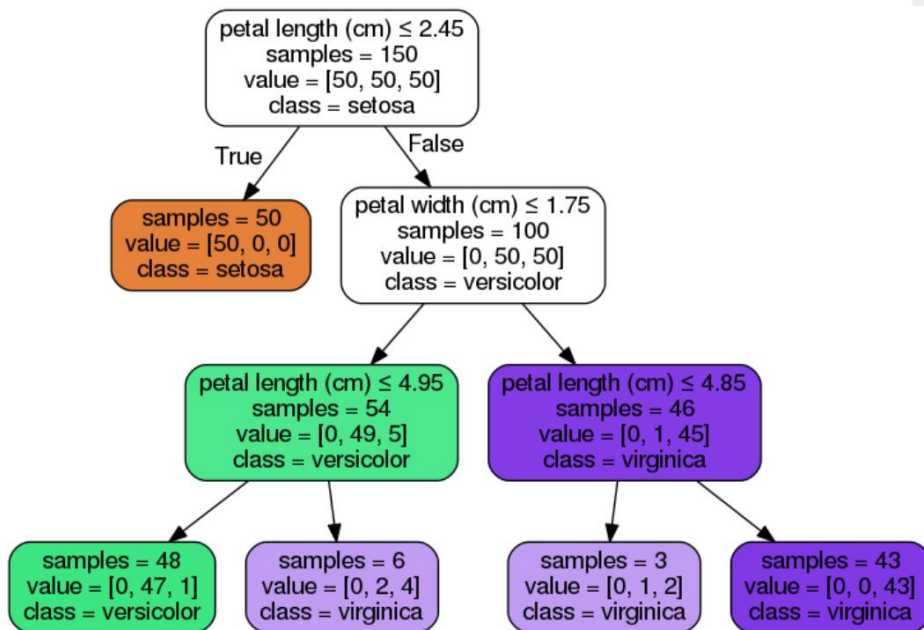 petal length (cm) ≤ 2.45
samples = 150
value = [50, 50, 50]
class = setosa
True
False
samples = 50
value = [50, 0, 0]
class = setosa
petal width (cm) ≤ 1.75
samples = 100
value = [0, 50, 50]
class = versicolor
petal length (cm) ≤ 4.95
samples = 54
value = [0, 49, 5]
class = versicolor
petal length (cm) ≤ 4.85
samples = 46
value = [0, 1, 45]
class = virginica
samples = 48
value = [0, 47, 1]
class = versicolor
samples = 6
value = [0, 2, 4]
class = virginica
samples = 3
value = [0, 1, 2]
class = virginica
samples = 43
value = [0, 0, 43]
class = virginica